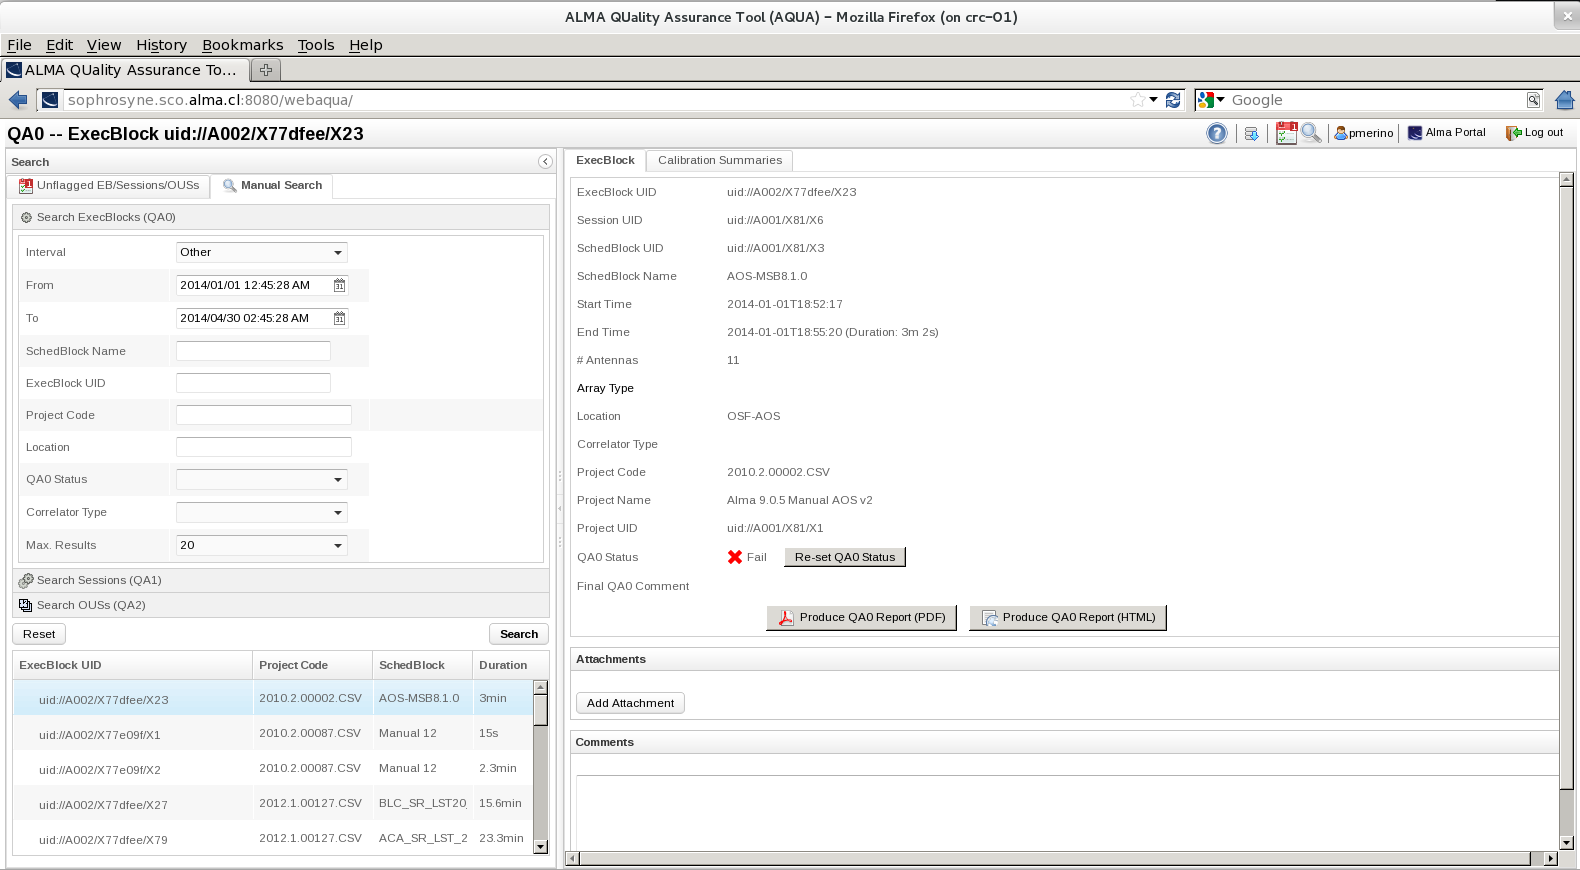 ALMA QUality Assurance Tool (AQUA) - Mozilla Firefox (on crc-01)
File Edit View History Bookmarks Tools Help
ALMA QUality Assurance To...
sophrosyne.sco.alma.cl:8080/webaqua/
Google
QA0 -- ExecBlock uid://A002/X77dfee/X23
pmerino
Alma Portal
Log out
Search
Unflagged EB/Sessions/OUSs
Manual Search
Search ExecBlocks (QA0)
Interval Other
From 2014/01/01 12:45:28 AM
To 2014/04/30 02:45:28 AM
SchedBlock Name
ExecBlock UID
Project Code
Location
QA0 Status
Correlator Type
Max. Results 20
Search Sessions (QA1)
Search OUSs (QA2)
Reset
Search
ExecBlock UID Project Code SchedBlock Duration
uid://A002/X77dfee/X23 2010.2.00002.CSV AOS-MSB8.1.0 3min
uid://A002/X77e09f/X1 2010.2.00087.CSV Manual 12 15s
uid://A002/X77e09f/X2 2010.2.00087.CSV Manual 12 2.3min
uid://A002/X77dfee/X27 2012.1.00127.CSV BLC_SR_LST20_ 15.6min
uid://A002/X77dfee/X79 2012.1.00127.CSV ACA_SR_LST_2 23.3min
ExecBlock
Calibration Summaries
ExecBlock UID uid://A002/X77dfee/X23
Session UID uid://A001/X81/X6
SchedBlock UID uid://A001/X81/X3
SchedBlock Name AOS-MSB8.1.0
Start Time 2014-01-01T18:52:17
End Time 2014-01-01T18:55:20 (Duration: 3m 2s)
# Antennas 11
Array Type
Location OSF-AOS
Correlator Type
Project Code 2010.2.00002.CSV
Project Name Alma 9.0.5 Manual AOS v2
Project UID uid://A001/X81/X1
QA0 Status Fail Re-set QA0 Status
Final QA0 Comment
Produce QA0 Report (PDF) Produce QA0 Report (HTML)
Attachments
Add Attachment
Comments